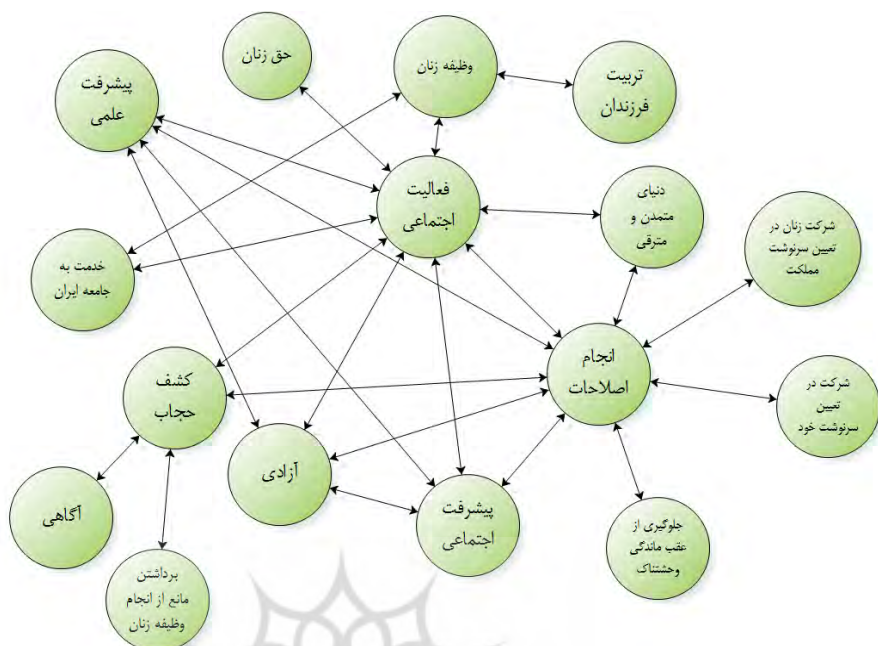 حق زنان
وظیفه زنان
تربیت
فرزندان
پیشرفت
علمی
فعالیت
اجتماعی
دنیای
متمدن و
مترقی
شرکت زنان در
تعیین سرنوشت
مملکت
خدمت به
جامعه ایران
انجام
اصلاحات
کشف
حجاب
شرکت در
تعیین
سرنوشت خود
آزادی
پیشرفت
اجتماعی
آگاهی
جلوگیری از
عقب ماندگی
وحشتناک
برداشتن
مانع از انجام
وظیفه زنان